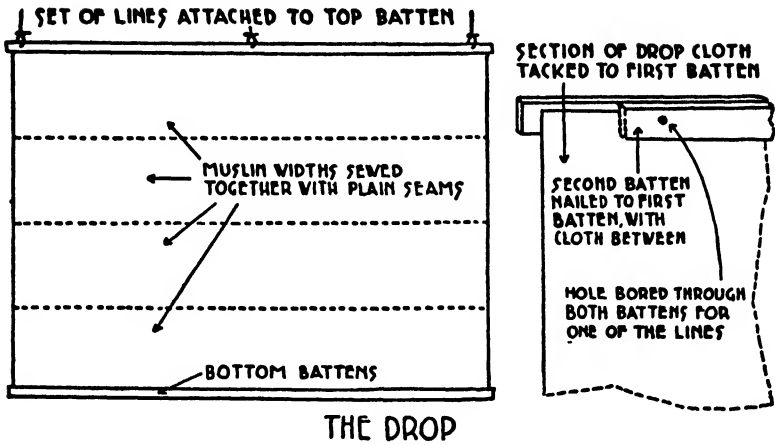 SET OF LINES ATTACHED TO TOP BATTEN
MUSLIN WIDTHS SEWED
TOGETHER WITH PLAIN SEAMS
BOTTOM BATTENS
SECTION OF DROP CLOTH
TACKED TO FIRST BATTEN
SECOND BATTEN
NAILED TO FIRST
BATTEN, WITH
CLOTH BETWEEN
HOLE BORED THROUGH
BOTH BATTENS FOR
ONE OF THE LINES
THE DROP